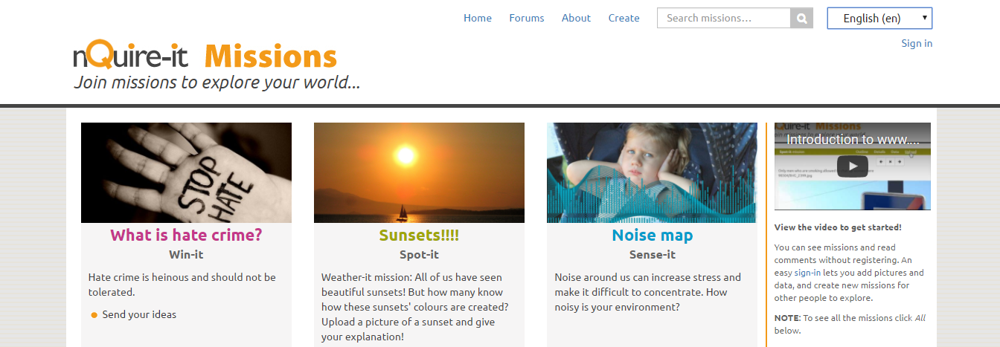 Home Forums About Create Search missions... English (en)
Sign in
nQuire-it Missions
Join missions to explore your world...
STOP
HATE
What is hate crime?
Win-it
Hate crime is heinous and should not be
tolerated.
Send your ideas
Sunsets!!!!
Spot-it
Weather-it mission: All of us have seen
beautiful sunsets! But how many know
how these sunsets' colours are created?
Upload a picture of a sunset and give
your explanation!
Noise map
Sense-it
Noise around us can increase stress and
make it difficult to concentrate. How
noisy is your environment?
Introduction to www....
View the video to get started!
You can see missions and read
comments without registering. An
easy sign-in lets you add pictures and
data, and create new missions for
other people to explore.
NOTE: To see all the missions click All
below.